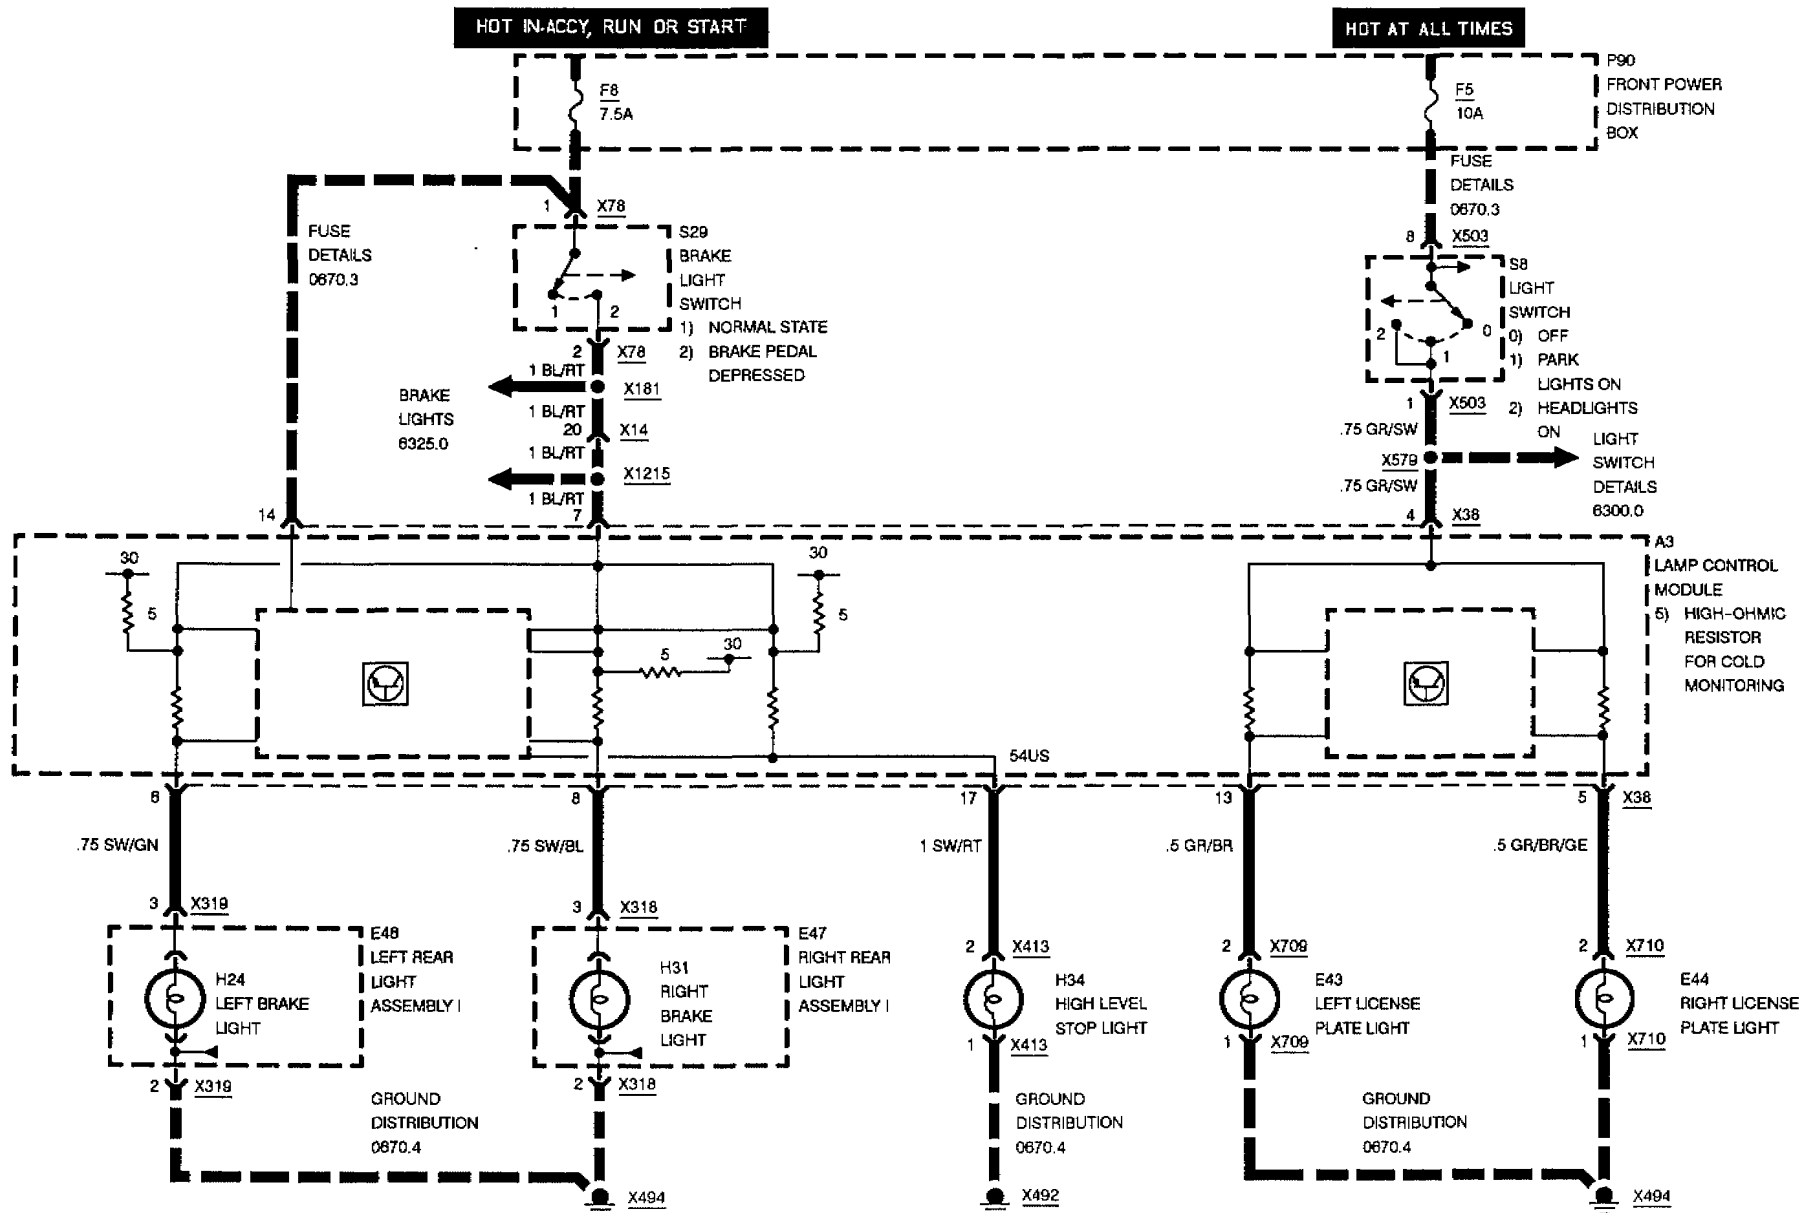 HOT IN-ACCY, RUN OR START
HOT AT ALL TIMES
F8
7.5A
F5
10A
P90
FRONT POWER
DISTRIBUTION
BOX
FUSE
DETAILS
0670.3
1
X78
FUSE
DETAILS
0670.3
S29
BRAKE
LIGHT
SWITCH
1) NORMAL STATE
2) BRAKE PEDAL
DEPRESSED
1
2
8
X503
S8
LIGHT
SWITCH
0) OFF
1) PARK
LIGHTS ON
2) HEADLIGHTS
ON
2
0
1
2
X78
1 BL/RT
X181
1 BL/RT
20
X14
1 BL/RT
X1215
1 BL/RT
BRAKE
LIGHTS
6325.0
1
X503
.75 GR/SW
X579
.75 GR/SW
LIGHT
SWITCH
DETAILS
6300.0
14
7
4
X38
A3
LAMP CONTROL
MODULE
5) HIGH-OHMIC
RESISTOR
FOR COLD
MONITORING
30
5
5
30
30
5
54US
6
8
17
13
5
X38
.75 SW/GN
.75 SW/BL
1 SW/RT
.5 GR/BR
.5 GR/BR/GE
3
X319
3
X318
2
X413
2
X709
2
X710
E46
LEFT REAR
LIGHT
ASSEMBLY I
H24
LEFT BRAKE
LIGHT
E47
RIGHT REAR
LIGHT
ASSEMBLY I
H31
RIGHT
BRAKE
LIGHT
H34
HIGH LEVEL
STOP LIGHT
E43
LEFT LICENSE
PLATE LIGHT
E44
RIGHT LICENSE
PLATE LIGHT
2
X319
2
X318
1
X413
1
X709
1
X710
GROUND
DISTRIBUTION
0670.4
GROUND
DISTRIBUTION
0670.4
GROUND
DISTRIBUTION
0670.4
X494
X492
X494